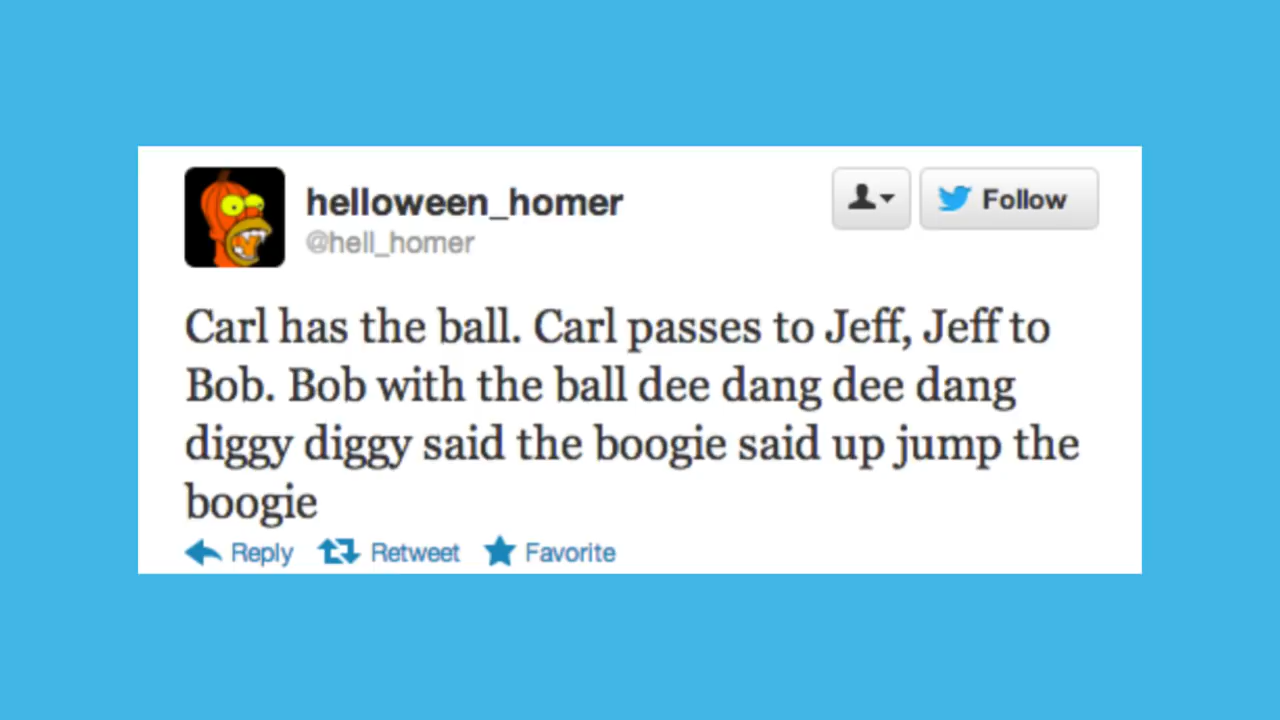 helloween_homer
@hell_homer
Follow
Carl has the ball. Carl passes to Jeff, Jeff to
Bob. Bob with the ball dee dang dee dang
diggy diggy said the boogie said up jump the
boogie
Reply Retweet Favorite